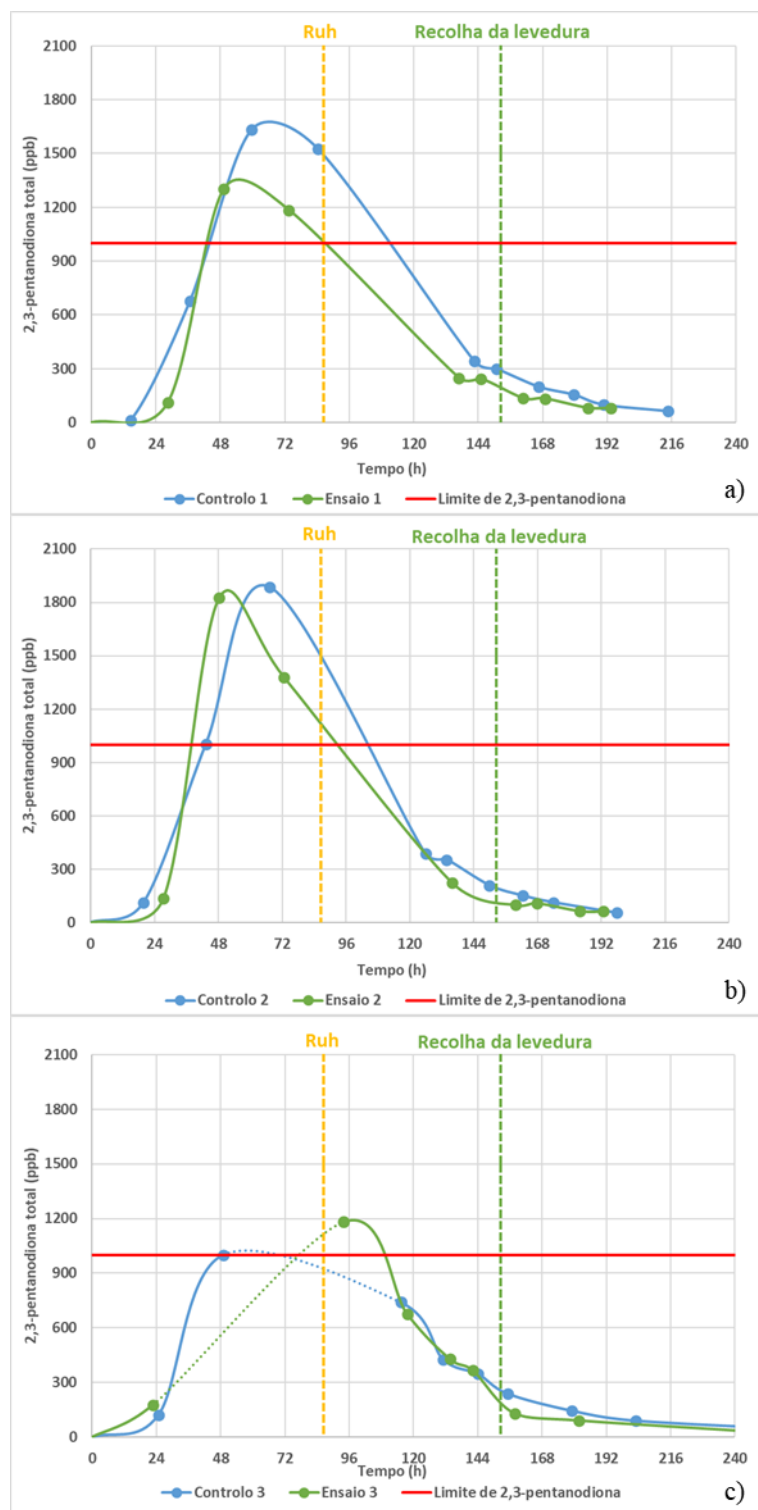 Ruh Recolha da levedura
2100
1800
1500
1200
900
600
300
0
2,3-pentanodiona total (ppb)
0 24 48 72 96 120 144 168 192 216 240
Tempo (h)
Controlo 1 Ensaio 1 Limite de 2,3-pentanodiona
a)
Ruh Recolha da levedura
2100
1800
1500
1200
900
600
300
0
2,3-pentanodiona total (ppb)
0 24 48 72 96 120 144 168 192 216 240
Tempo (h)
Controlo 2 Ensaio 2 Limite de 2,3-pentanodiona
b)
Ruh Recolha da levedura
2100
1800
1500
1200
900
600
300
0
2,3-pentanodiona total (ppb)
0 24 48 72 96 120 144 168 192 216 240
Tempo (h)
Controlo 3 Ensaio 3 Limite de 2,3-pentanodiona
c)